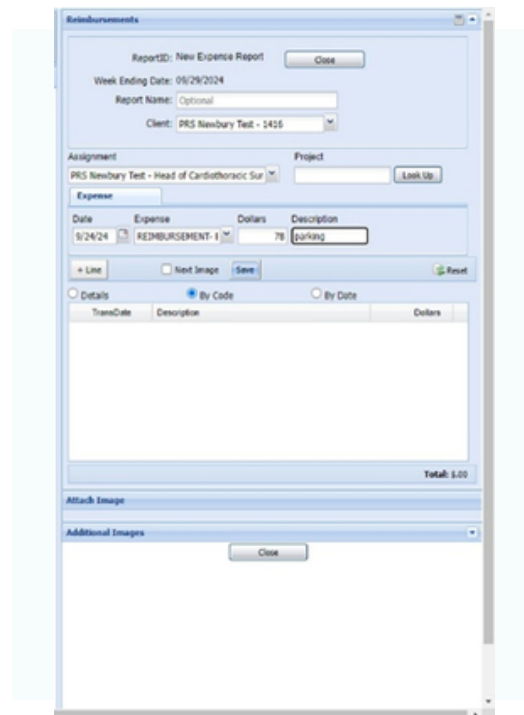 Reimbursements
ReportID: New Expense Report Close
Week Ending Date: 09/29/2024
Report Name: Optional
Client: PRS Newbury Test - 1416
Assignment Project
PRS Newbury Test - Head of Cardiothoracic Sur Look Up
Expense
Date Expense Dollars Description
9/24/24 REIMBURSEMENT- 78 parking
+ Line Next Image Save Reset
Details By Code By Date
TransDate Description Dollars
Total: $.00
Attach Image
Additional Images
Close